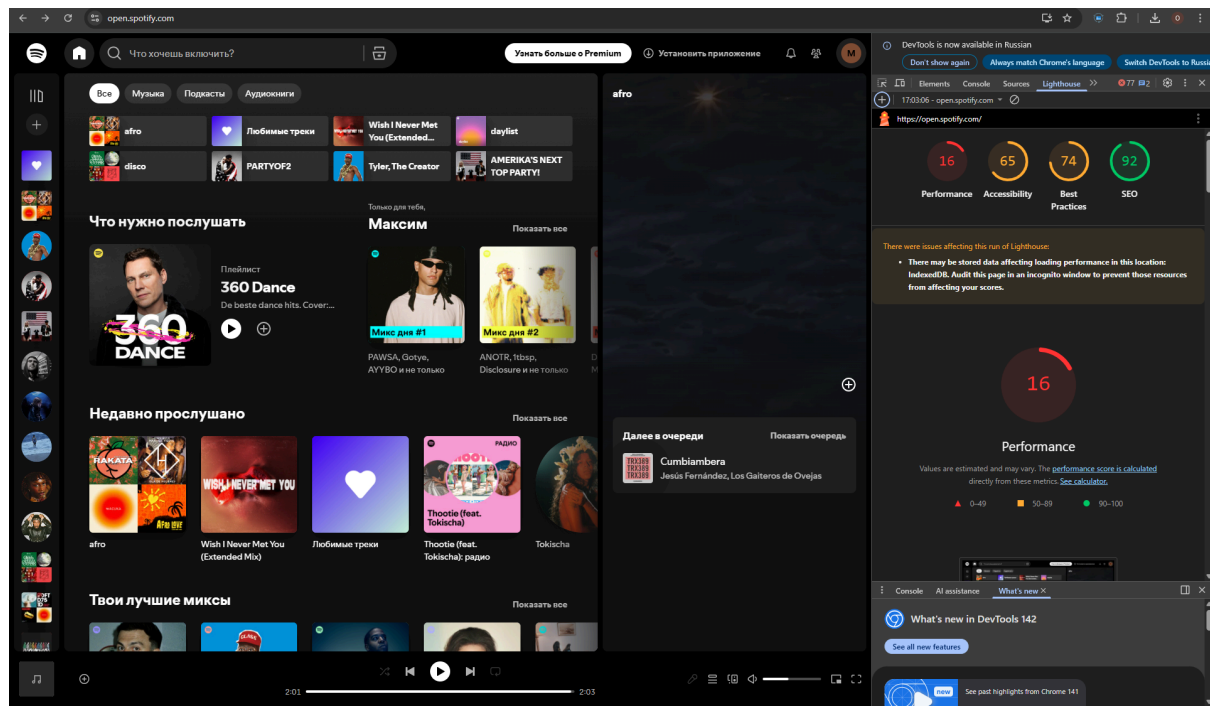 open.spotify.com
Что хочешь включить?
Узнать больше о Premium
Установить приложение
M
Все
Музыка
Подкасты
Аудиокниги
afro
Любимые треки
Wish I Never Met
You (Extended...
daylist
disco
PARTYOF2
Tyler, The Creator
AMERIKA'S NEXT
TOP PARTY!
Что нужно послушать
Плейлист
360 Dance
De beste dance hits. Cover:...
360
DANCE
Только для тебя,
Максим
Показать все
Микс дня #1
PAWSA, Gotye,
AYYBO и не только
Микс дня #2
ANOTR, 1tbsp,
Disclosure и не только
Недавно прослушано
Показать все
RAKATA
AFRO LOVE
afro
WISH I NEVER MET YOU
Wish I Never Met You
(Extended Mix)
Любимые треки
РАДИО
Thootie (feat.
Tokischa)
Thootie (feat.
Tokischa): радио
Tokischa
Твои лучшие миксы
Показать все
2:01
2:03
afro
Далее в очереди
Показать очередь
TRX389
TRX389
TRX389
Cumbiambera
Jesús Fernández, Los Gaiteros de Ovejas
DevTools is now available in Russian
Don't show again
Always match Chrome's language
Switch DevTools to Russi
Elements
Console
Sources
Lighthouse
77
2
17:03:06 - open.spotify.com
https://open.spotify.com/
16
65
74
92
Performance
Accessibility
Best
Practices
SEO
There were issues affecting this run of Lighthouse:
There may be stored data affecting loading performance in this location:
IndexedDB. Audit this page in an incognito window to prevent those resources
from affecting your scores.
16
Performance
Values are estimated and may vary. The performance score is calculated
directly from these metrics. See calculator.
0–49
50–89
90–100
Console
AI assistance
What's new
What's new in DevTools 142
See all new features
new
See past highlights from Chrome 141